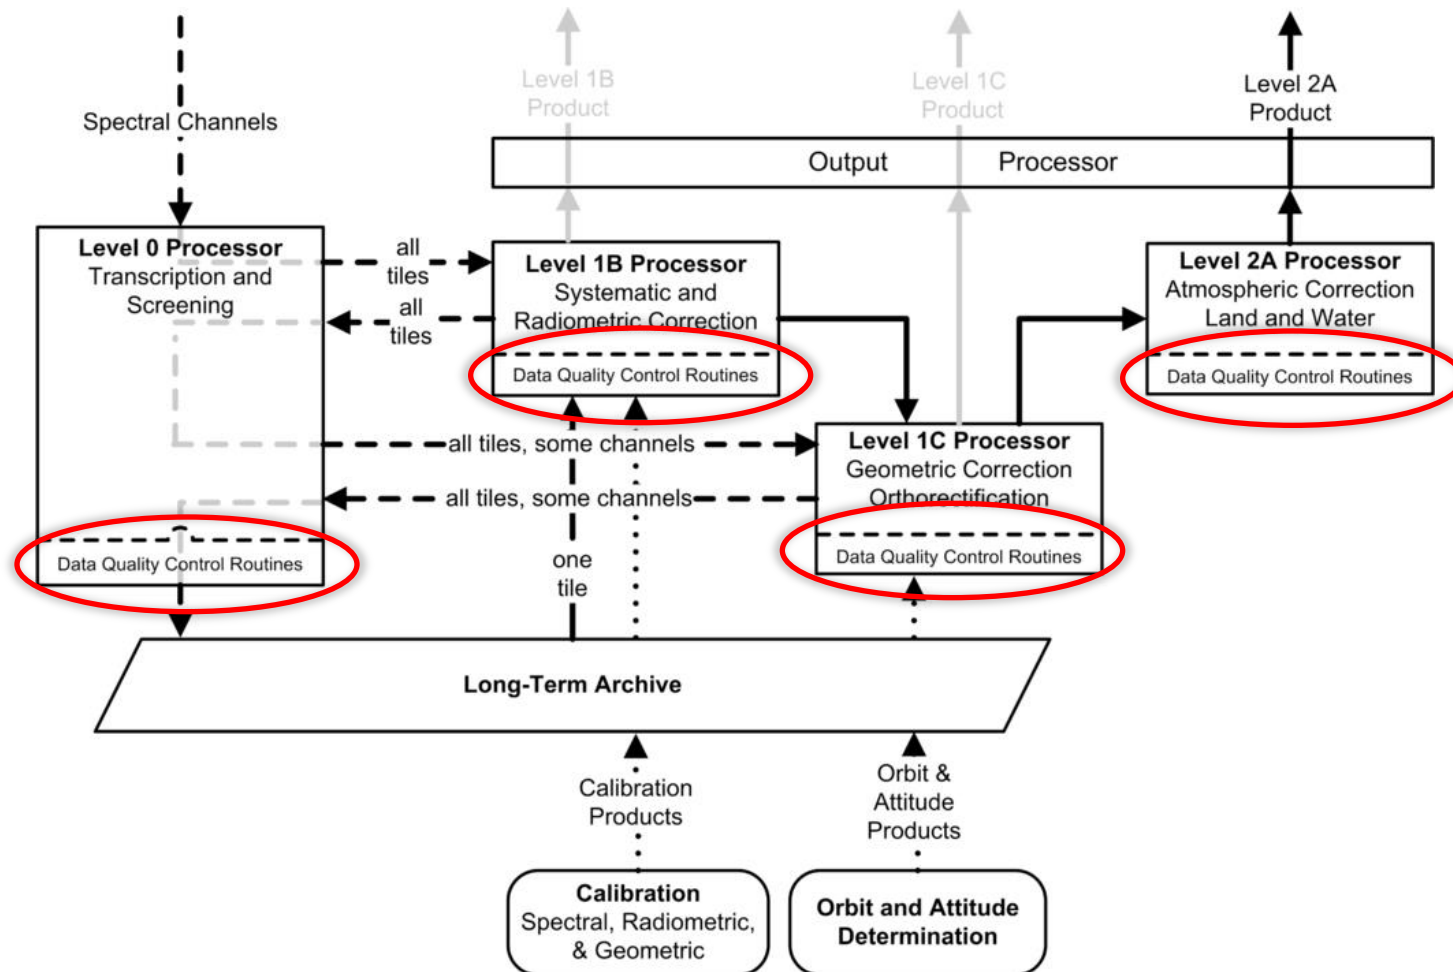 Level 1B
Product
Level 1C
Product
Level 2A
Product
Spectral Channels
Output Processor
Level 0 Processor
Transcription and
Screening
all
tiles
all
tiles
Level 1B Processor
Systematic and
Radiometric Correction
Data Quality Control Routines
Level 2A Processor
Atmospheric Correction
Land and Water
Data Quality Control Routines
all tiles, some channels
all tiles, some channels
Level 1C Processor
Geometric Correction
Orthorectification
Data Quality Control Routines
Data Quality Control Routines
one
tile
Long-Term Archive
Calibration
Products
Orbit &
Attitude
Products
Calibration
Spectral, Radiometric,
& Geometric
Orbit and Attitude
Determination